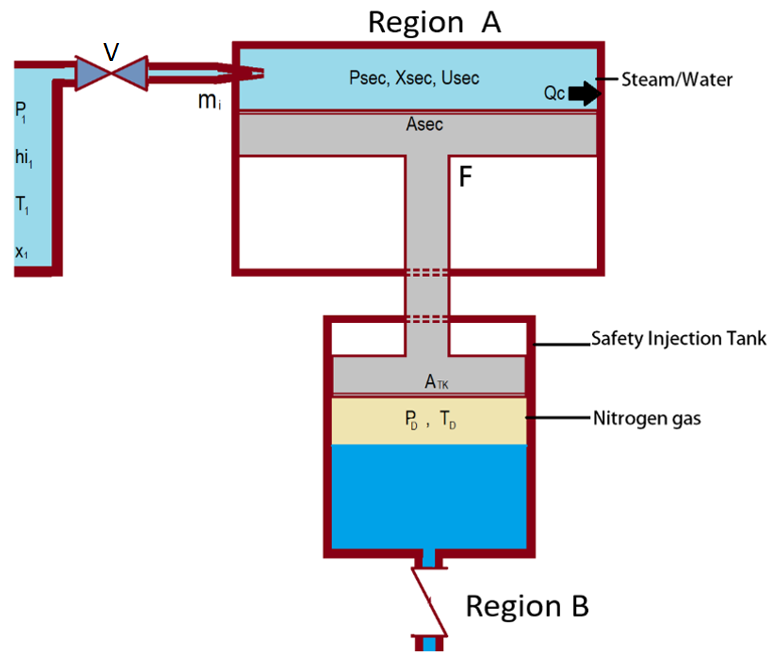 Region A
V
Psec, Xsec, Usec
Steam/Water
Qc
mi
P1
Asec
hi1
F
T1
x1
Safety Injection Tank
ATK
PD , TD
Nitrogen gas
Region B